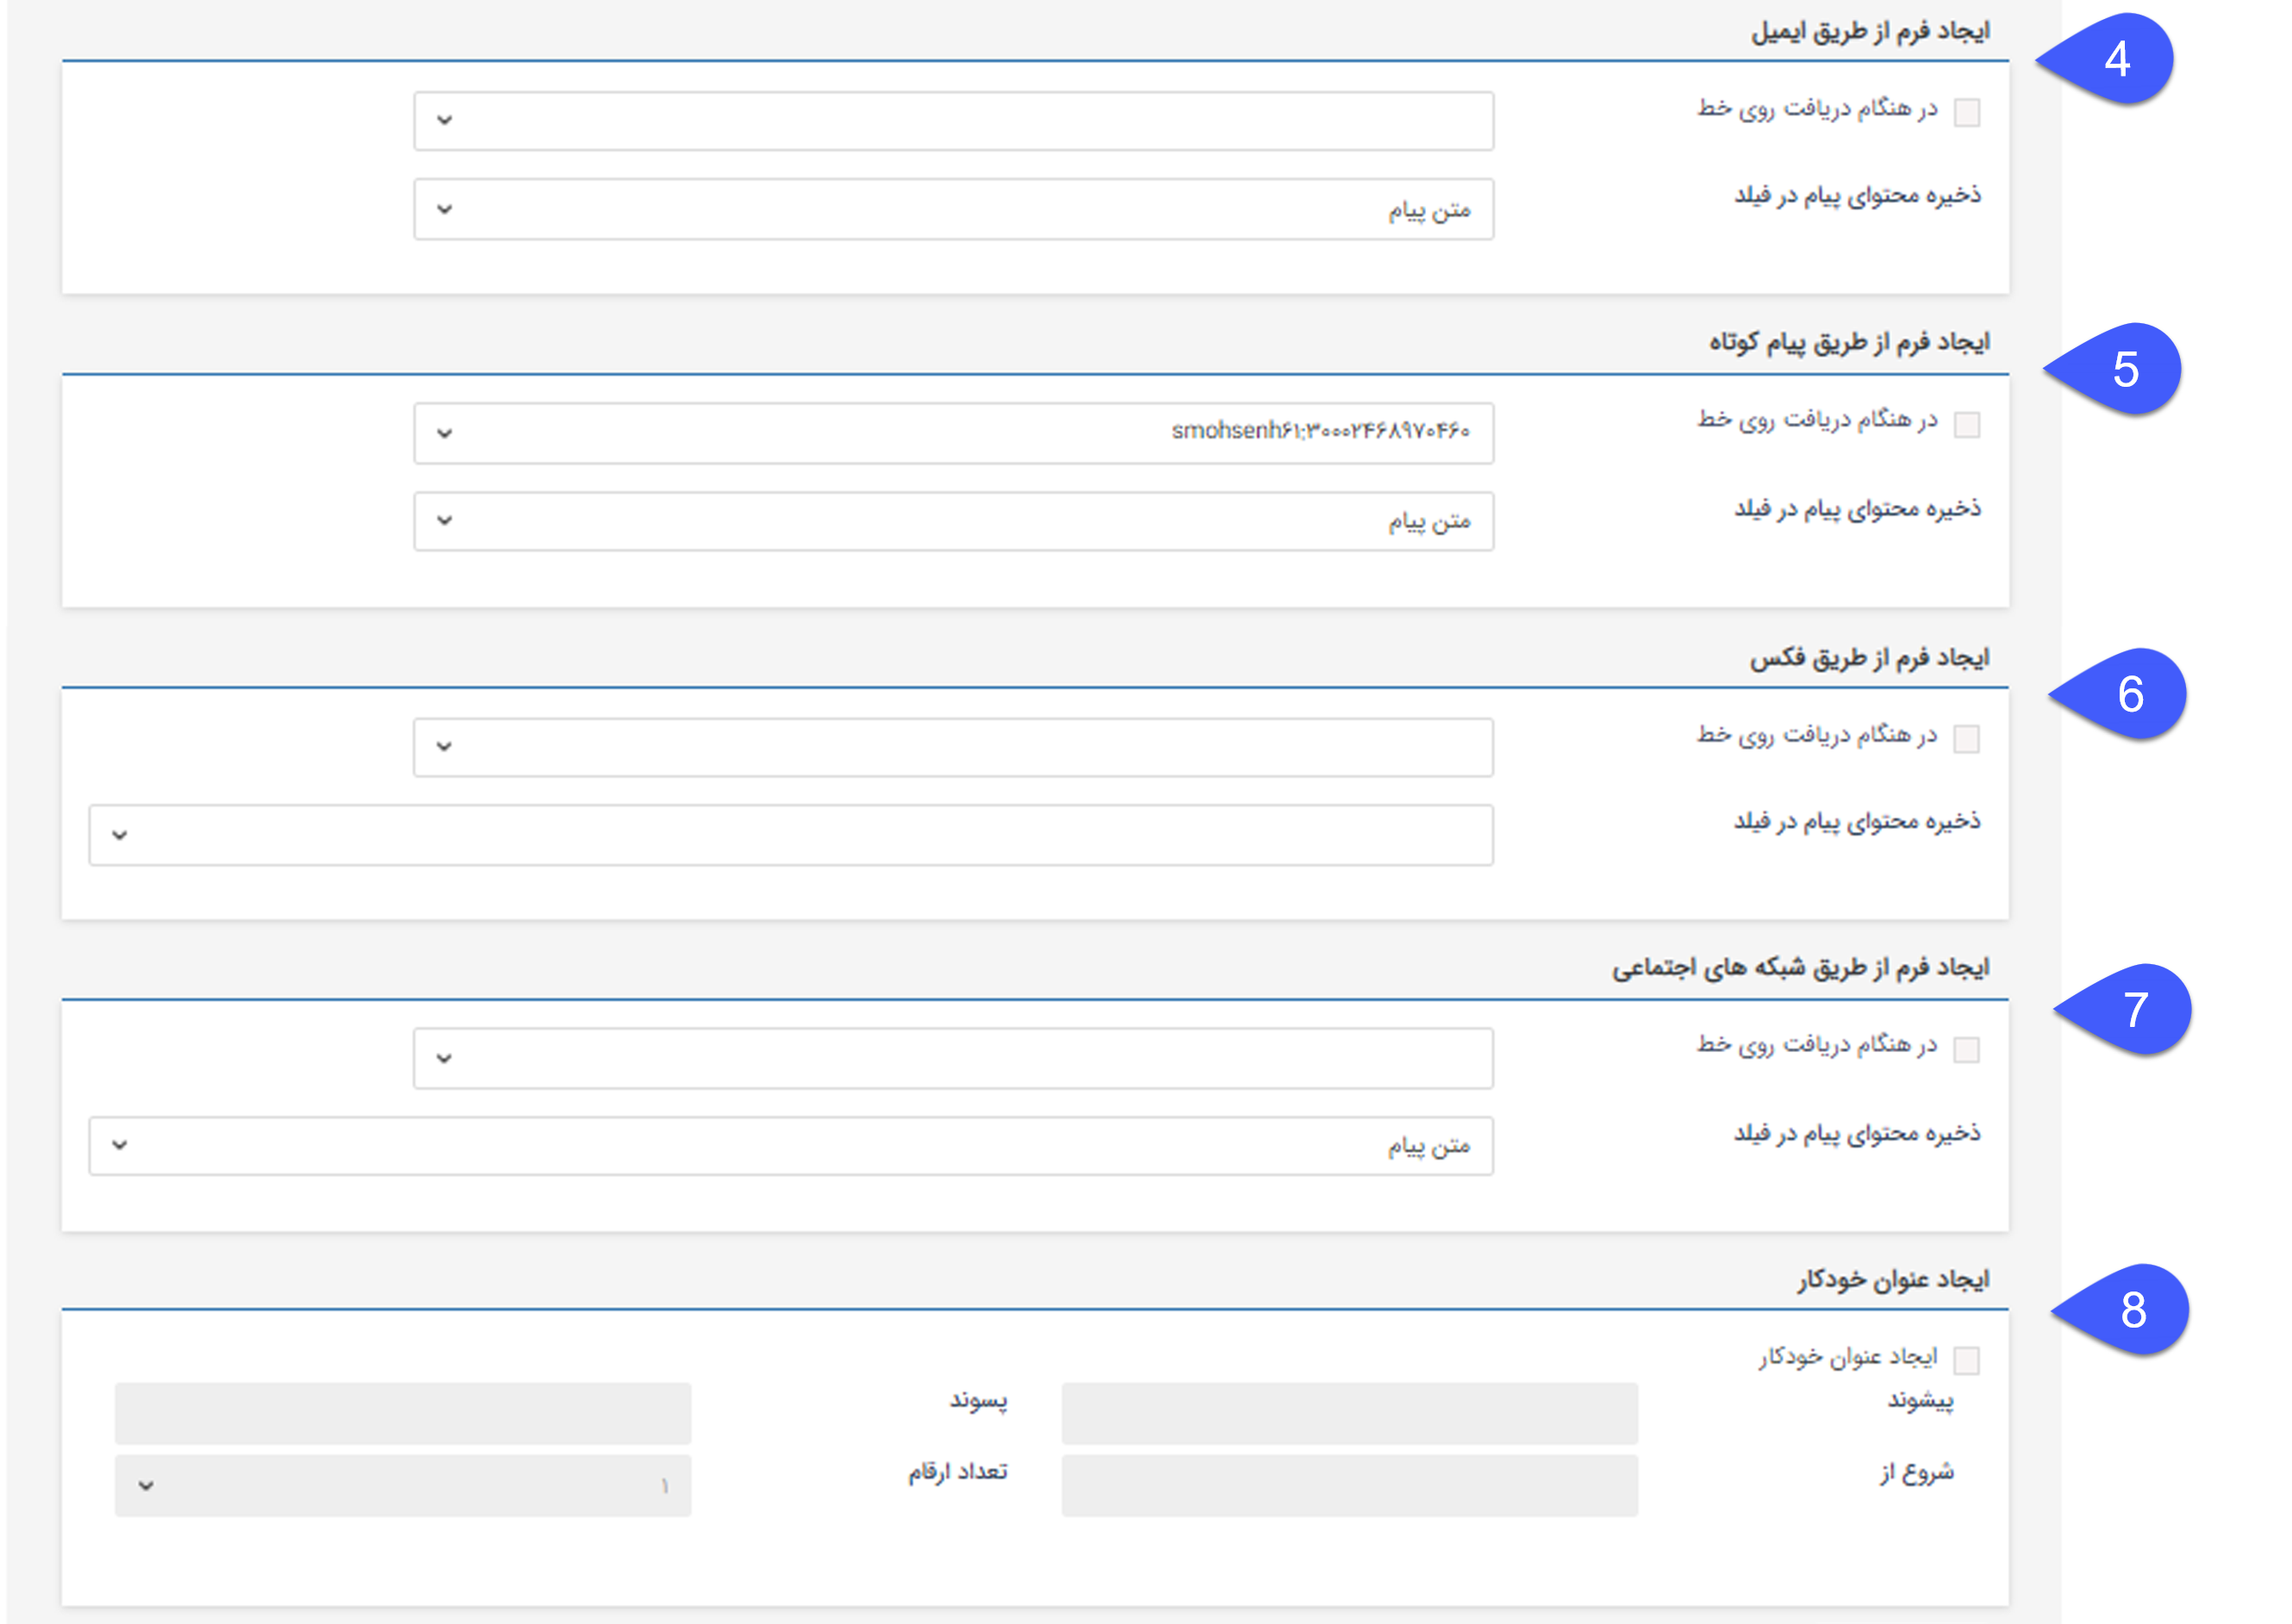 ایجاد فرم از طریق ایمیل
4
در هنگام دریافت روی خط
ذخیره محتوای پیام در فیلد
متن پیام
ایجاد فرم از طریق پیام کوتاه
5
در هنگام دریافت روی خط
smohsenh۶۱;۳۰۰۰۲۴۶۸۹۷۰۴۶۰
ذخیره محتوای پیام در فیلد
متن پیام
ایجاد فرم از طریق فکس
6
در هنگام دریافت روی خط
ذخیره محتوای پیام در فیلد
ایجاد فرم از طریق شبکه های اجتماعی
7
در هنگام دریافت روی خط
ذخیره محتوای پیام در فیلد
متن پیام
ایجاد عنوان خودکار
8
ایجاد عنوان خودکار
پیشوند
پسوند
شروع از
تعداد ارقام
۱